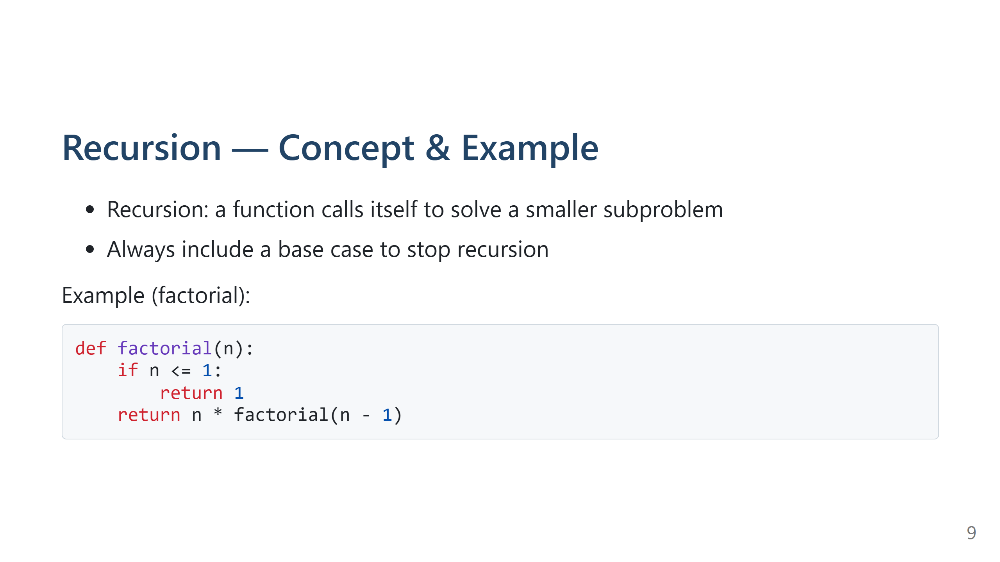 Recursion — Concept & Example
• Recursion: a function calls itself to solve a smaller subproblem
• Always include a base case to stop recursion
Example (factorial):
def factorial(n):
    if n <= 1:
        return 1
    return n * factorial(n - 1)
9